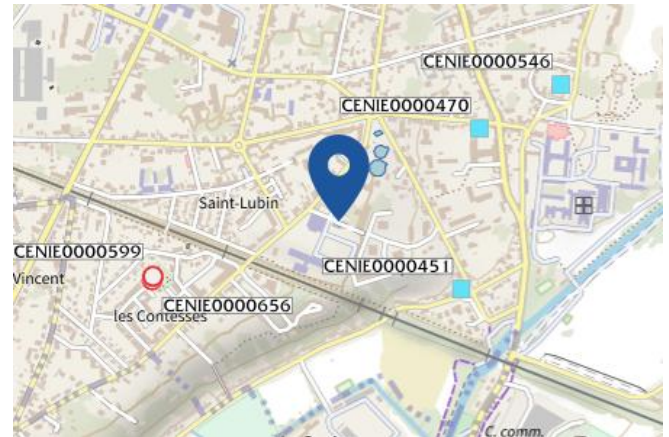 CENIE0000546
CENIE0000470
Saint-Lubin
CENIE0000599
Vincent
CENIE0000451
CENIE0000656
les Contesses
C. comm.